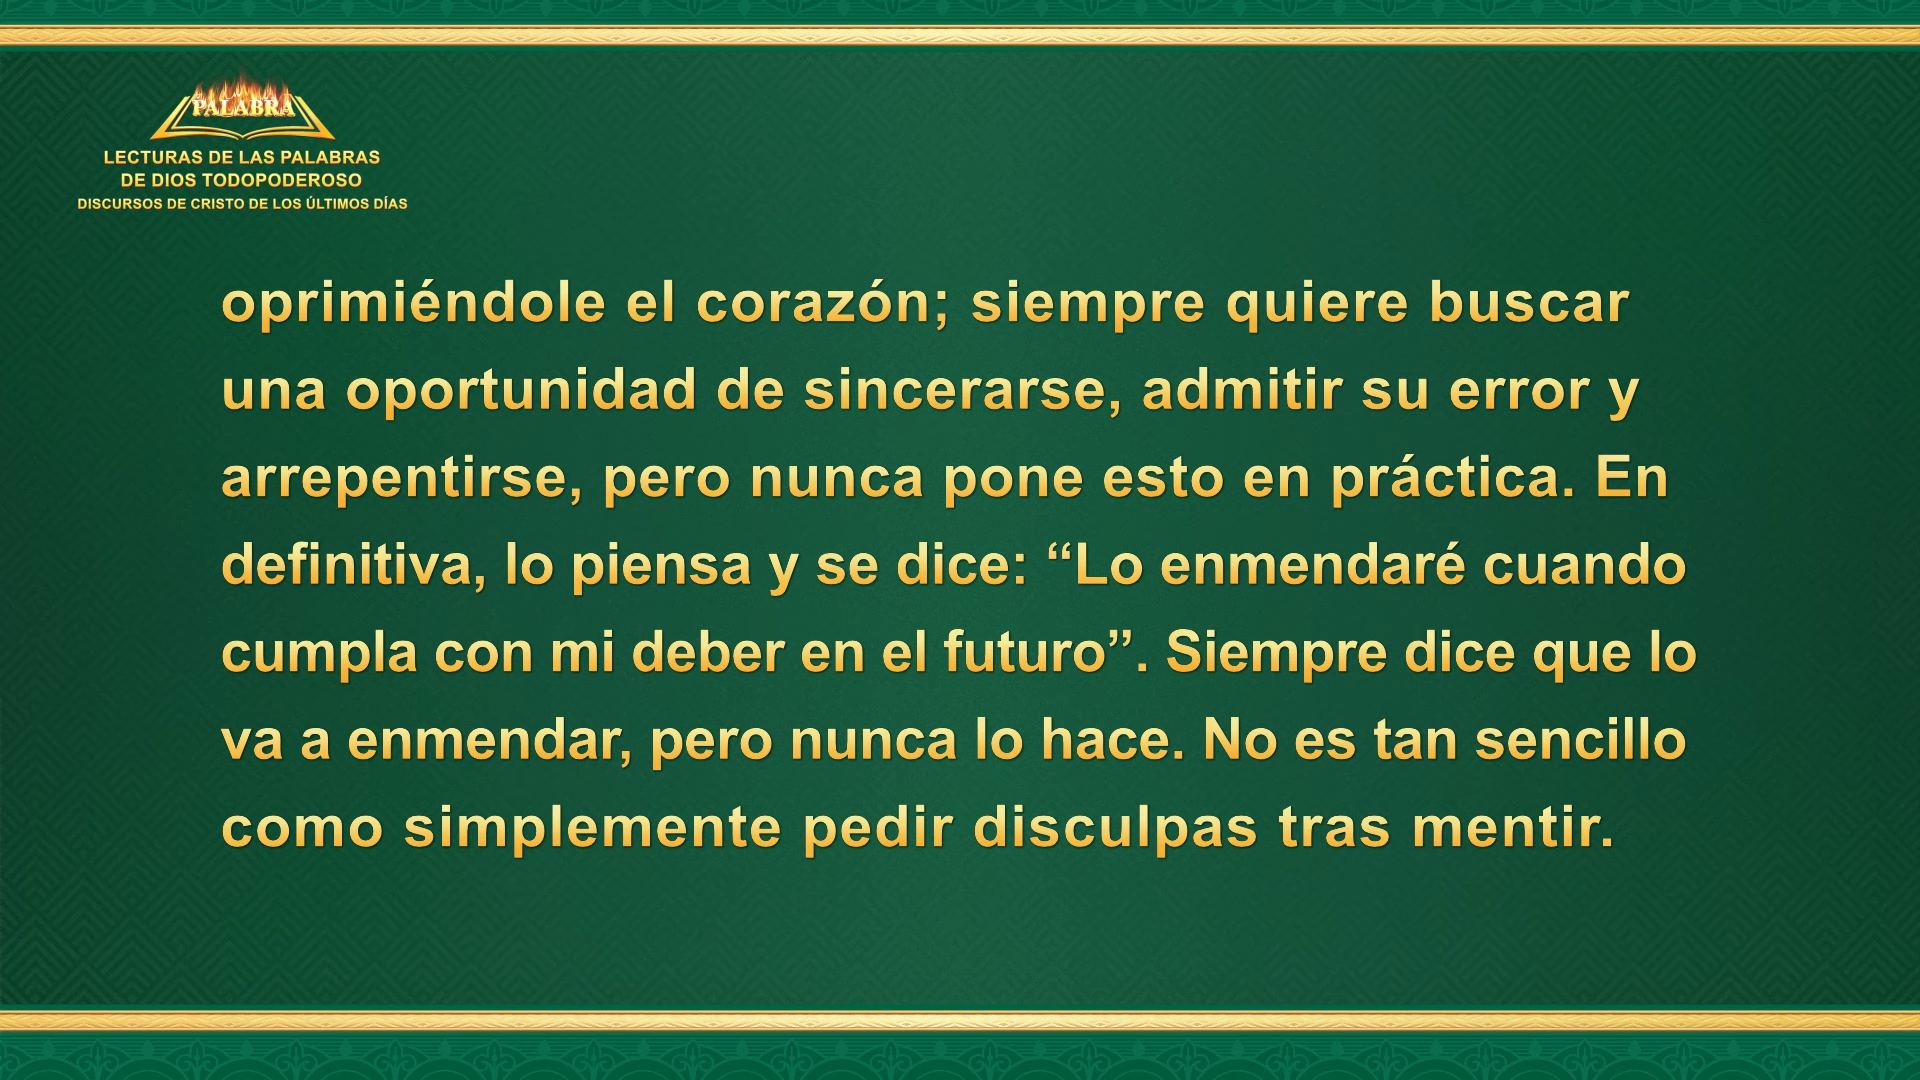 PALABRA
LECTURAS DE LAS PALABRAS
DE DIOS TODOPODEROSO
DISCURSOS DE CRISTO DE LOS ÚLTIMOS DÍAS
oprimiéndole el corazón; siempre quiere buscar
una oportunidad de sincerarse, admitir su error y
arrepentirse, pero nunca pone esto en práctica. En
definitiva, lo piensa y se dice: “Lo enmendaré cuando
cumpla con mi deber en el futuro”. Siempre dice que lo
va a enmendar, pero nunca lo hace. No es tan sencillo
como simplemente pedir disculpas tras mentir.